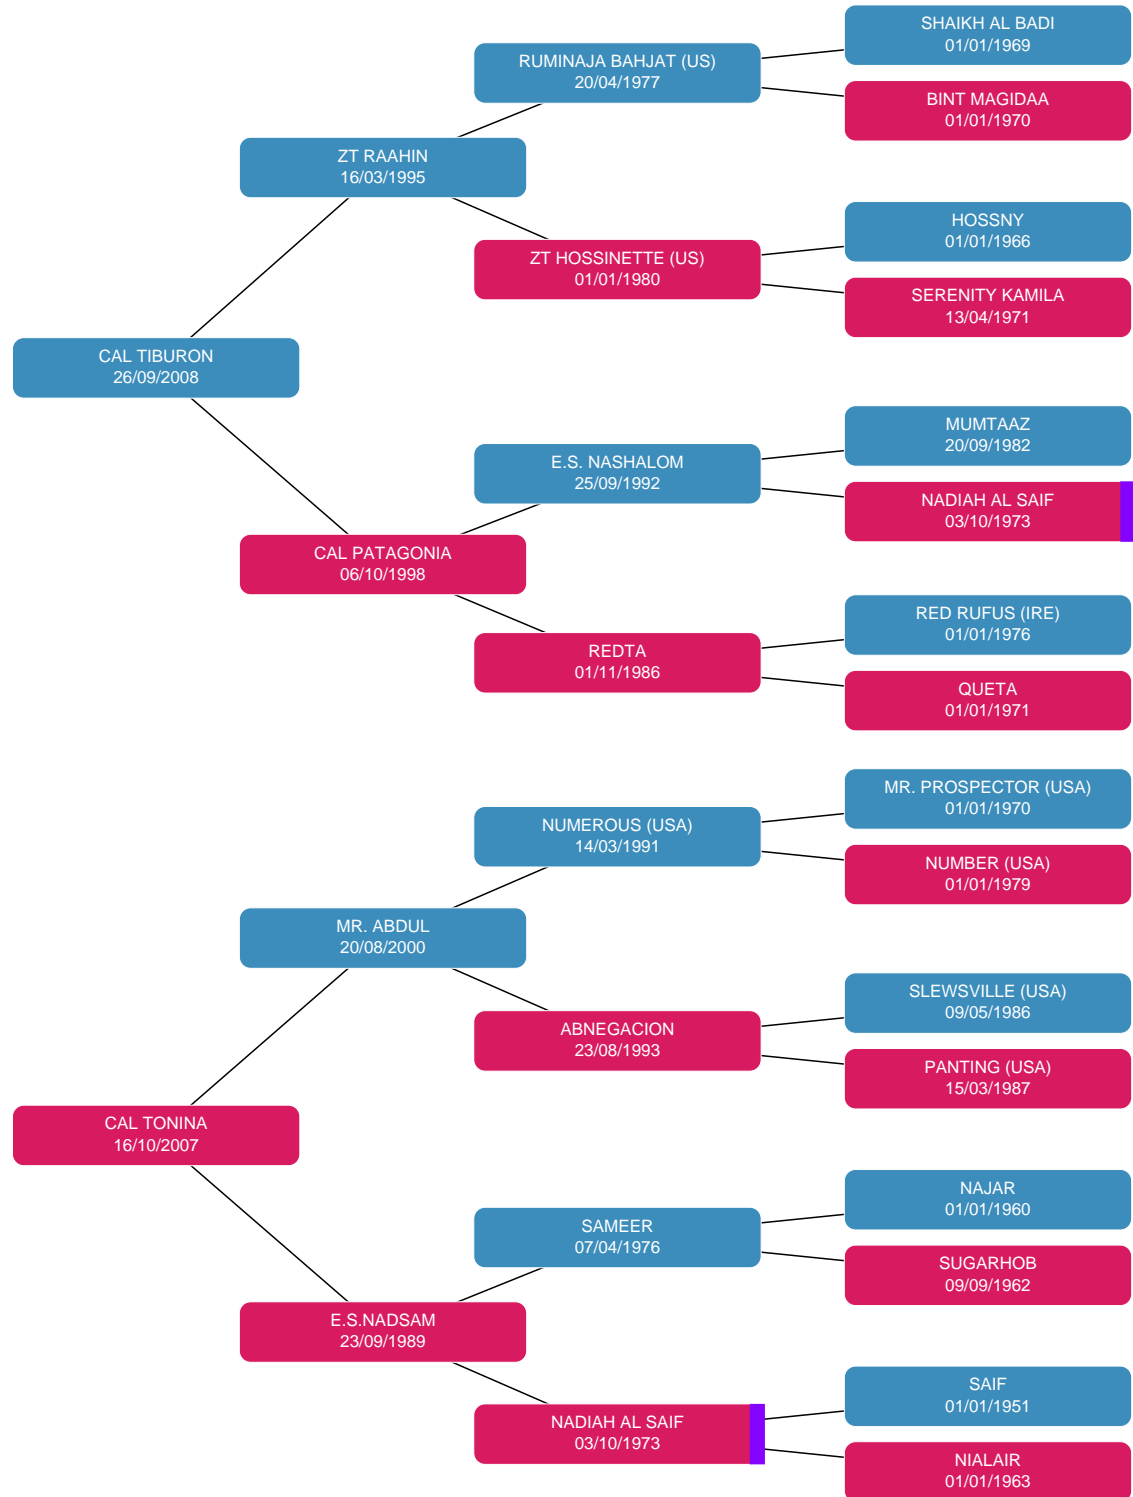 SHAIKH AL BADI
01/01/1969
RUMINAJA BAHJAT (US)
20/04/1977
BINT MAGIDAA
01/01/1970
ZT RAAHIN
16/03/1995
HOSSNY
01/01/1966
ZT HOSSINETTE (US)
01/01/1980
SERENITY KAMILA
13/04/1971
CAL TIBURON
26/09/2008
MUMTAAZ
20/09/1982
E.S. NASHALOM
25/09/1992
NADIAH AL SAIF
03/10/1973
CAL PATAGONIA
06/10/1998
RED RUFUS (IRE)
01/01/1976
REDTA
01/11/1986
QUETA
01/01/1971
MR. PROSPECTOR (USA)
01/01/1970
NUMEROUS (USA)
14/03/1991
NUMBER (USA)
01/01/1979
MR. ABDUL
20/08/2000
SLEWSVILLE (USA)
09/05/1986
ABNEGACION
23/08/1993
PANTING (USA)
15/03/1987
CAL TONINA
16/10/2007
NAJAR
01/01/1960
SAMEER
07/04/1976
SUGARHOB
09/09/1962
E.S.NADSAM
23/09/1989
SAIF
01/01/1951
NADIAH AL SAIF
03/10/1973
NIALAIR
01/01/1963